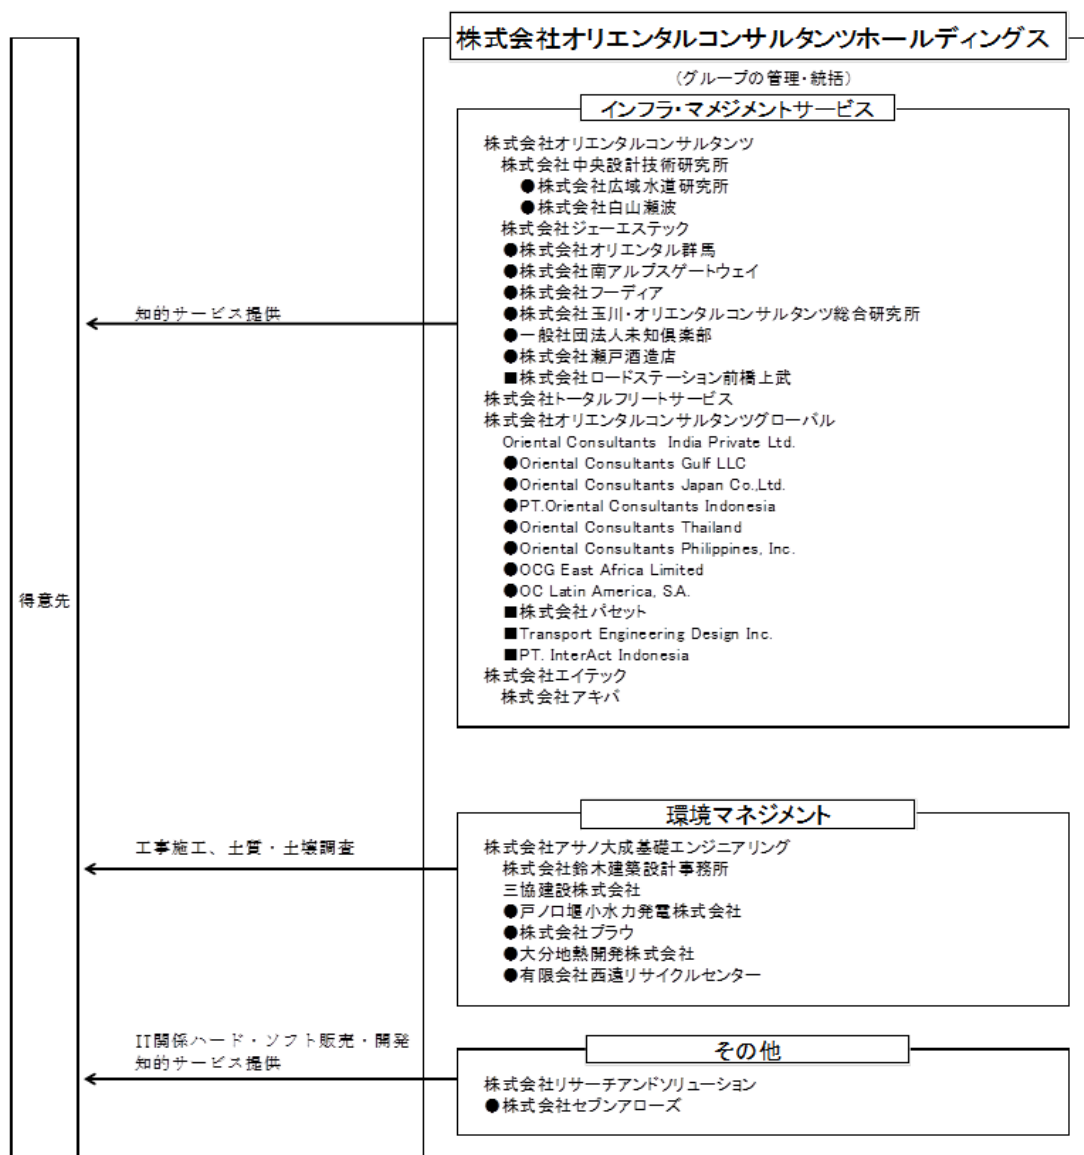 株式会社オリエンタルコンサルタンツホールディングス
(グループの管理・統括)
インフラ・マメジメントサービス
株式会社オリエンタルコンサルタンツ
株式会社中央設計技術研究所
●株式会社広域水道研究所
●株式会社白山瀬波
株式会社ジェーエステック
●株式会社オリエンタル群馬
●株式会社南アルプスゲートウェイ
●株式会社フーディア
●株式会社玉川・オリエンタルコンサルタンツ総合研究所
●一般社団法人未知倶楽部
●株式会社瀬戸酒造店
■株式会社ロードステーション前橋上武
株式会社トータルフリートサービス
株式会社オリエンタルコンサルタンツグローバル
Oriental Consultants India Private Ltd.
●Oriental Consultants Gulf LLC
●Oriental Consultants Japan Co.,Ltd.
●PT.Oriental Consultants Indonesia
●Oriental Consultants Thailand
●Oriental Consultants Philippines, Inc.
●OCG East Africa Limited
●OC Latin America, S.A.
■株式会社パセット
■Transport Engineering Design Inc.
■PT. InterAct Indonesia
株式会社エイテック
株式会社アキバ
知的サービス提供
得意先
環境マネジメント
株式会社アサノ大成基礎エンジニアリング
株式会社鈴木建築設計事務所
三協建設株式会社
●戸ノ口堰小水力発電株式会社
●株式会社プラウ
●大分地熱開発株式会社
●有限会社西遠リサイクルセンター
工事施工、土質・土壌調査
その他
株式会社リサーチアンドソリューション
●株式会社セブンアローズ
IT関係ハード・ソフト販売・開発
知的サービス提供